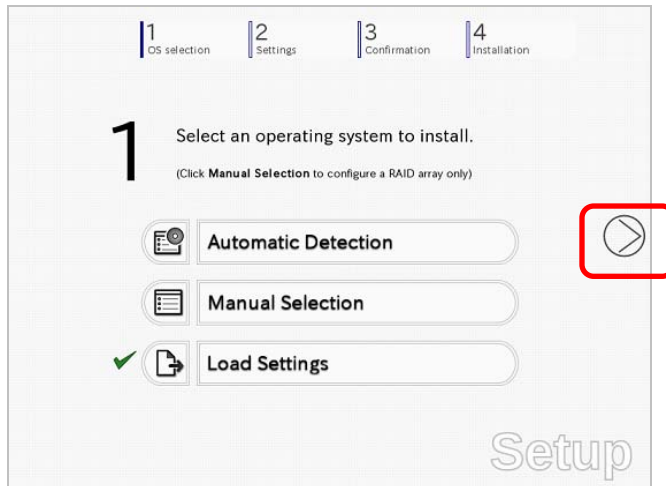 1 2 3 4
OS selection Settings Confirmation Installation
1 Select an operating system to install.
(Click Manual Selection to configure a RAID array only)
Automatic Detection
Manual Selection
Load Settings
Setup